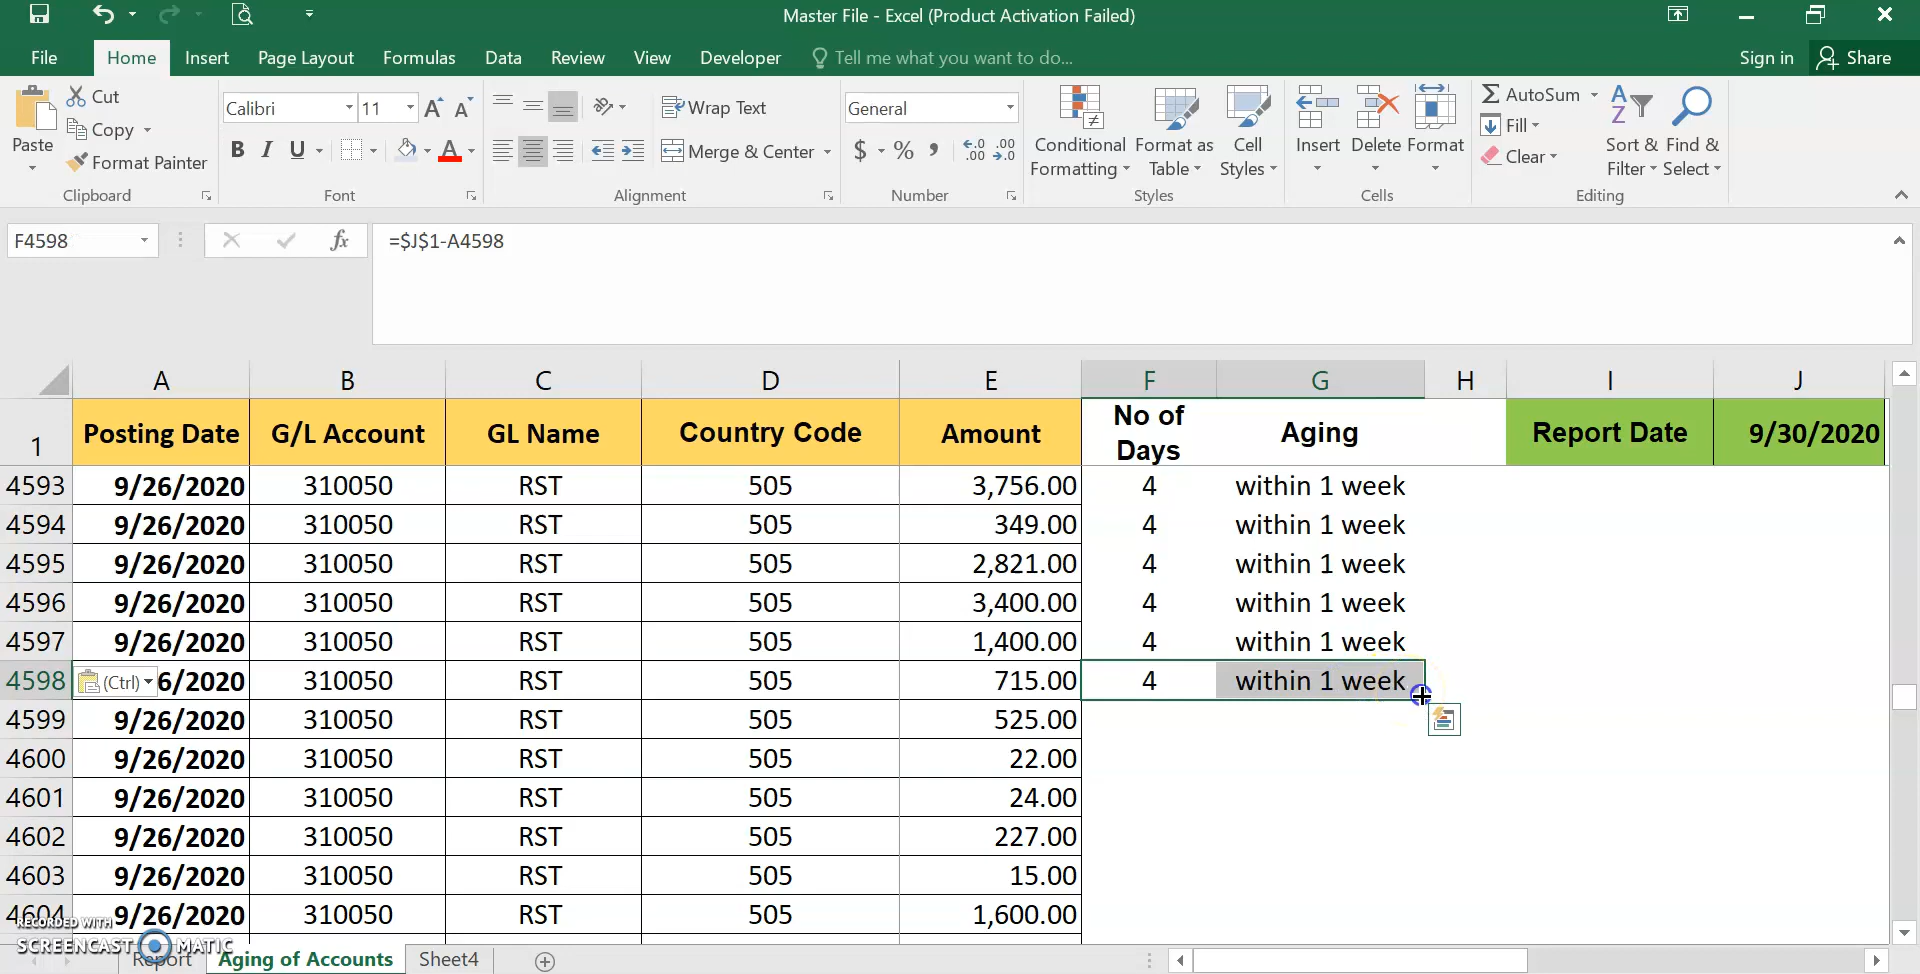 Master File - Excel (Product Activation Failed)
File Home Insert Page Layout Formulas Data Review View Developer Tell me what you want to do... Sign in Share
Paste Cut Copy Format Painter Clipboard
Calibri 11 A A B I U A Font
Wrap Text Merge & Center Alignment
General $ % , .00 .00 Number
Conditional Formatting Format as Table Cell Styles Styles
Insert Delete Format Cells
AutoSum Fill Clear Sort & Filter Find & Select Editing
F4598 fx =$J$1-A4598
A B C D E F G H I J
1 Posting Date G/L Account GL Name Country Code Amount No of Days Aging Report Date 9/30/2020
4593 9/26/2020 310050 RST 505 3,756.00 4 within 1 week
4594 9/26/2020 310050 RST 505 349.00 4 within 1 week
4595 9/26/2020 310050 RST 505 2,821.00 4 within 1 week
4596 9/26/2020 310050 RST 505 3,400.00 4 within 1 week
4597 9/26/2020 310050 RST 505 1,400.00 4 within 1 week
4598 (Ctrl) 6/2020 310050 RST 505 715.00 4 within 1 week
4599 9/26/2020 310050 RST 505 525.00
4600 9/26/2020 310050 RST 505 22.00
4601 9/26/2020 310050 RST 505 24.00
4602 9/26/2020 310050 RST 505 227.00
4603 9/26/2020 310050 RST 505 15.00
4604 9/26/2020 310050 RST 505 1,600.00
RECORDED WITH
SCREENCAST MATIC
Report Aging of Accounts Sheet4